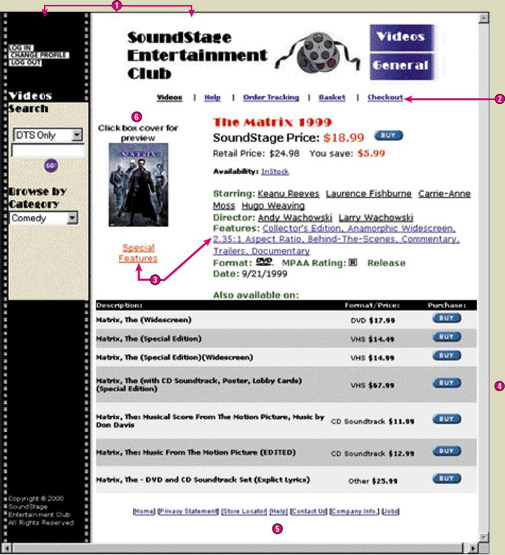 1
SoundStage
Entertainment
Club
Videos
General
LOG IN
CHANGE PROFILE
LOG OUT
Videos | Help | Order Tracking | Basket | Checkout
2
Videos
Search
DTS Only
GO!
Browse by
Category
Comedy
6
Click box cover for
preview
MATRIX
Special
Features
3
The Matrix 1999
SoundStage Price: $18.99 BUY
Retail Price: $24.98 You save: $5.99
Availability: InStock
Starring: Keanu Reeves Laurence Fishburne Carrie-Anne
Moss Hugo Weaving
Director: Andy Wachowski Larry Wachowski
Features: Collector's Edition, Anamorphic Widescreen,
2.35:1 Aspect Ratio, Behind-The-Scenes, Commentary,
Trailers, Documentary
Format: DVD MPAA Rating: R Release
Date: 9/21/1999
Also available on:
Description: Format/Price: Purchase:
Matrix, The (Widescreen) DVD $17.99 BUY
Matrix, The (Special Edition) VHS $14.49 BUY
Matrix, The (Special Edition)(Widescreen) VHS $14.99 BUY
Matrix, The (with CD Soundtrack, Poster, Lobby Cards)
(Special Edition) VHS $67.99 BUY
4
Matrix, The: Musical Score From The Motion Picture, Music by
Don Davis CD Soundtrack $11.99 BUY
Matrix, The: Music From The Motion Picture (EDITED) CD Soundtrack $12.99 BUY
Matrix, The - DVD and CD Soundtrack Set (Explict Lyrics) Other $25.99 BUY
Copyright © 2000
SoundStage
Entertainment Club
All Rights Reserved
[Home] [Privacy Statement] [Store Locator] [Help] [Contact Us] [Company Info.] [Jobs]
5